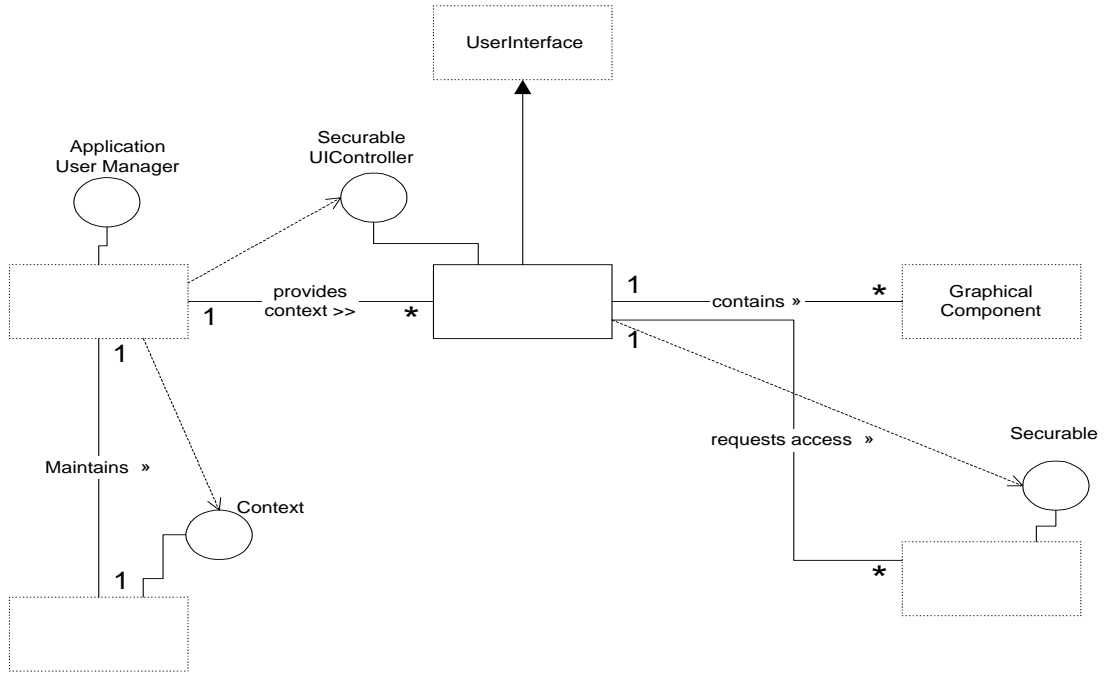 UserInterface
Application
User Manager
Securable
UIController
provides
context >>
1
*
1
contains »
*
Graphical
Component
1
1
requests access »
Securable
Maintains »
Context
1
*